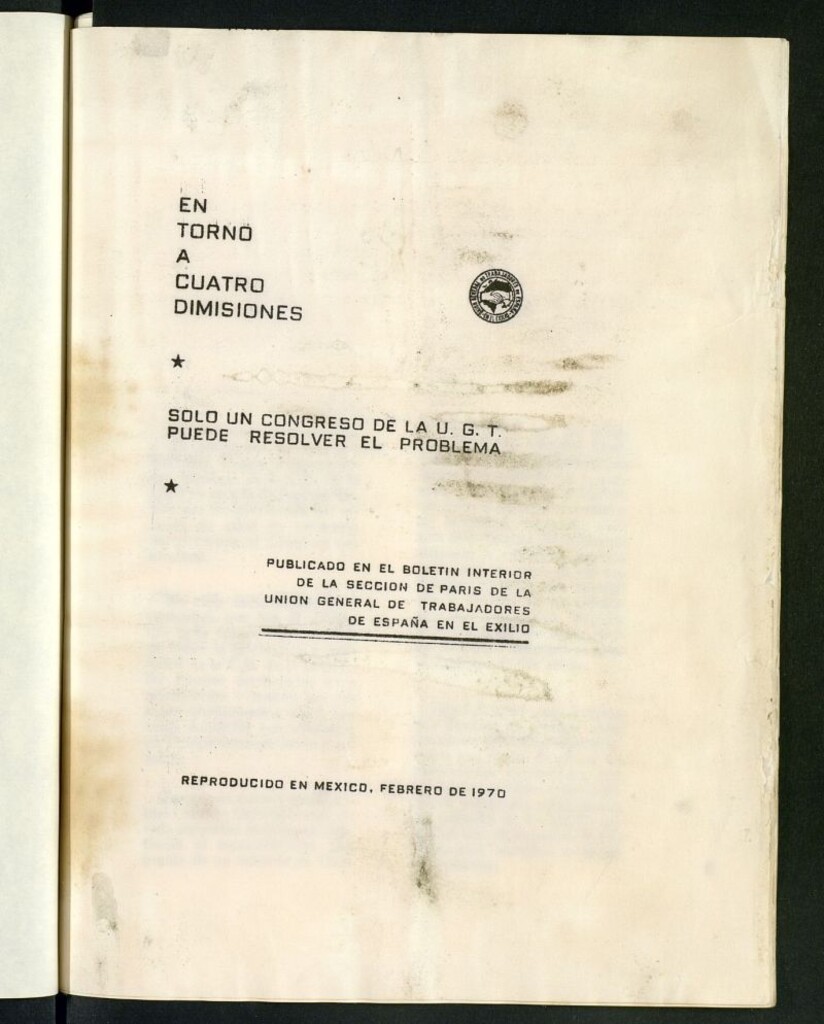 EN
TORNO
A
CUATRO
DIMISIONES
SOLO UN CONGRESO DE LA U. G. T.
PUEDE RESOLVER EL PROBLEMA
PUBLICADO EN EL BOLETIN INTERIOR
DE LA SECCION DE PARIS DE LA
UNION GENERAL DE TRABAJADORES
DE ESPAÑA EN EL EXILIO
REPRODUCIDO EN MEXICO, FEBRERO DE 1970